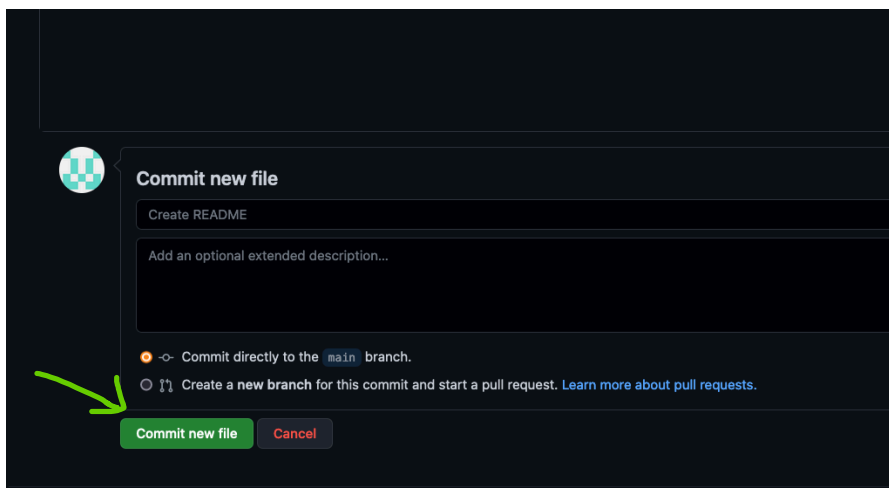 Commit new file
Create README
Add an optional extended description...
Commit directly to the main branch.
Create a new branch for this commit and start a pull request. Learn more about pull requests.
Commit new file Cancel